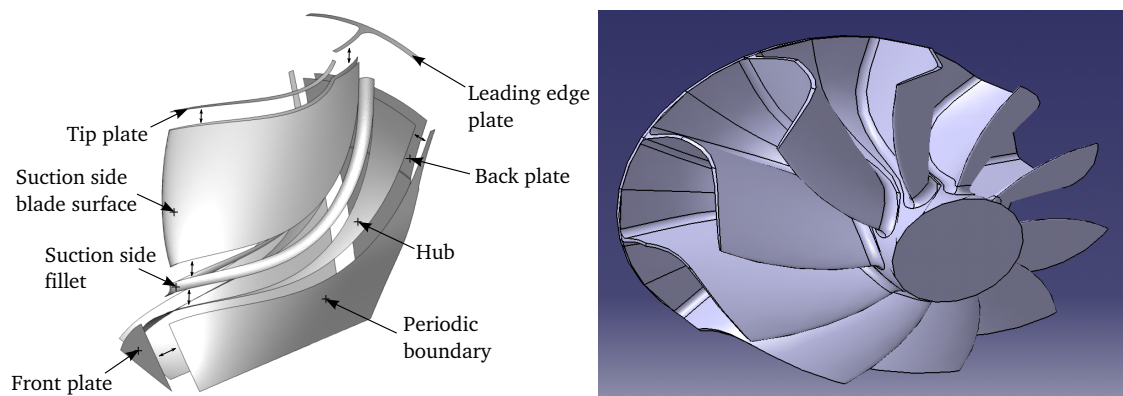 Leading edge
plate
Tip plate
Suction side
blade surface
Back plate
Hub
Suction side
fillet
Periodic
boundary
Front plate